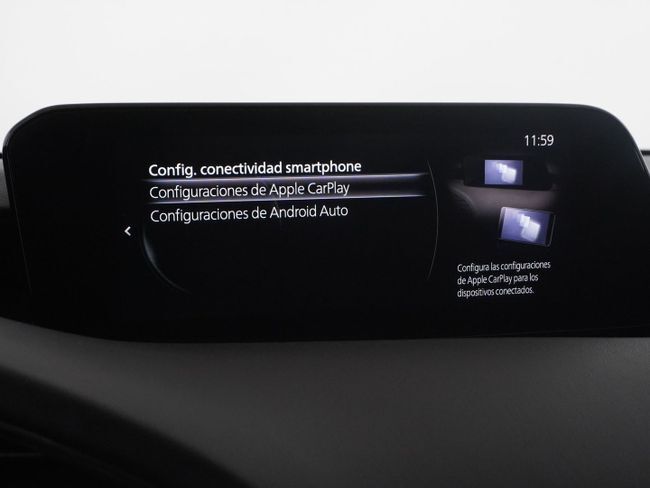 11:59
Config. conectividad smartphone
Configuraciones de Apple CarPlay
Configuraciones de Android Auto
Configura las configuraciones
de Apple CarPlay para los
dispositivos conectados.